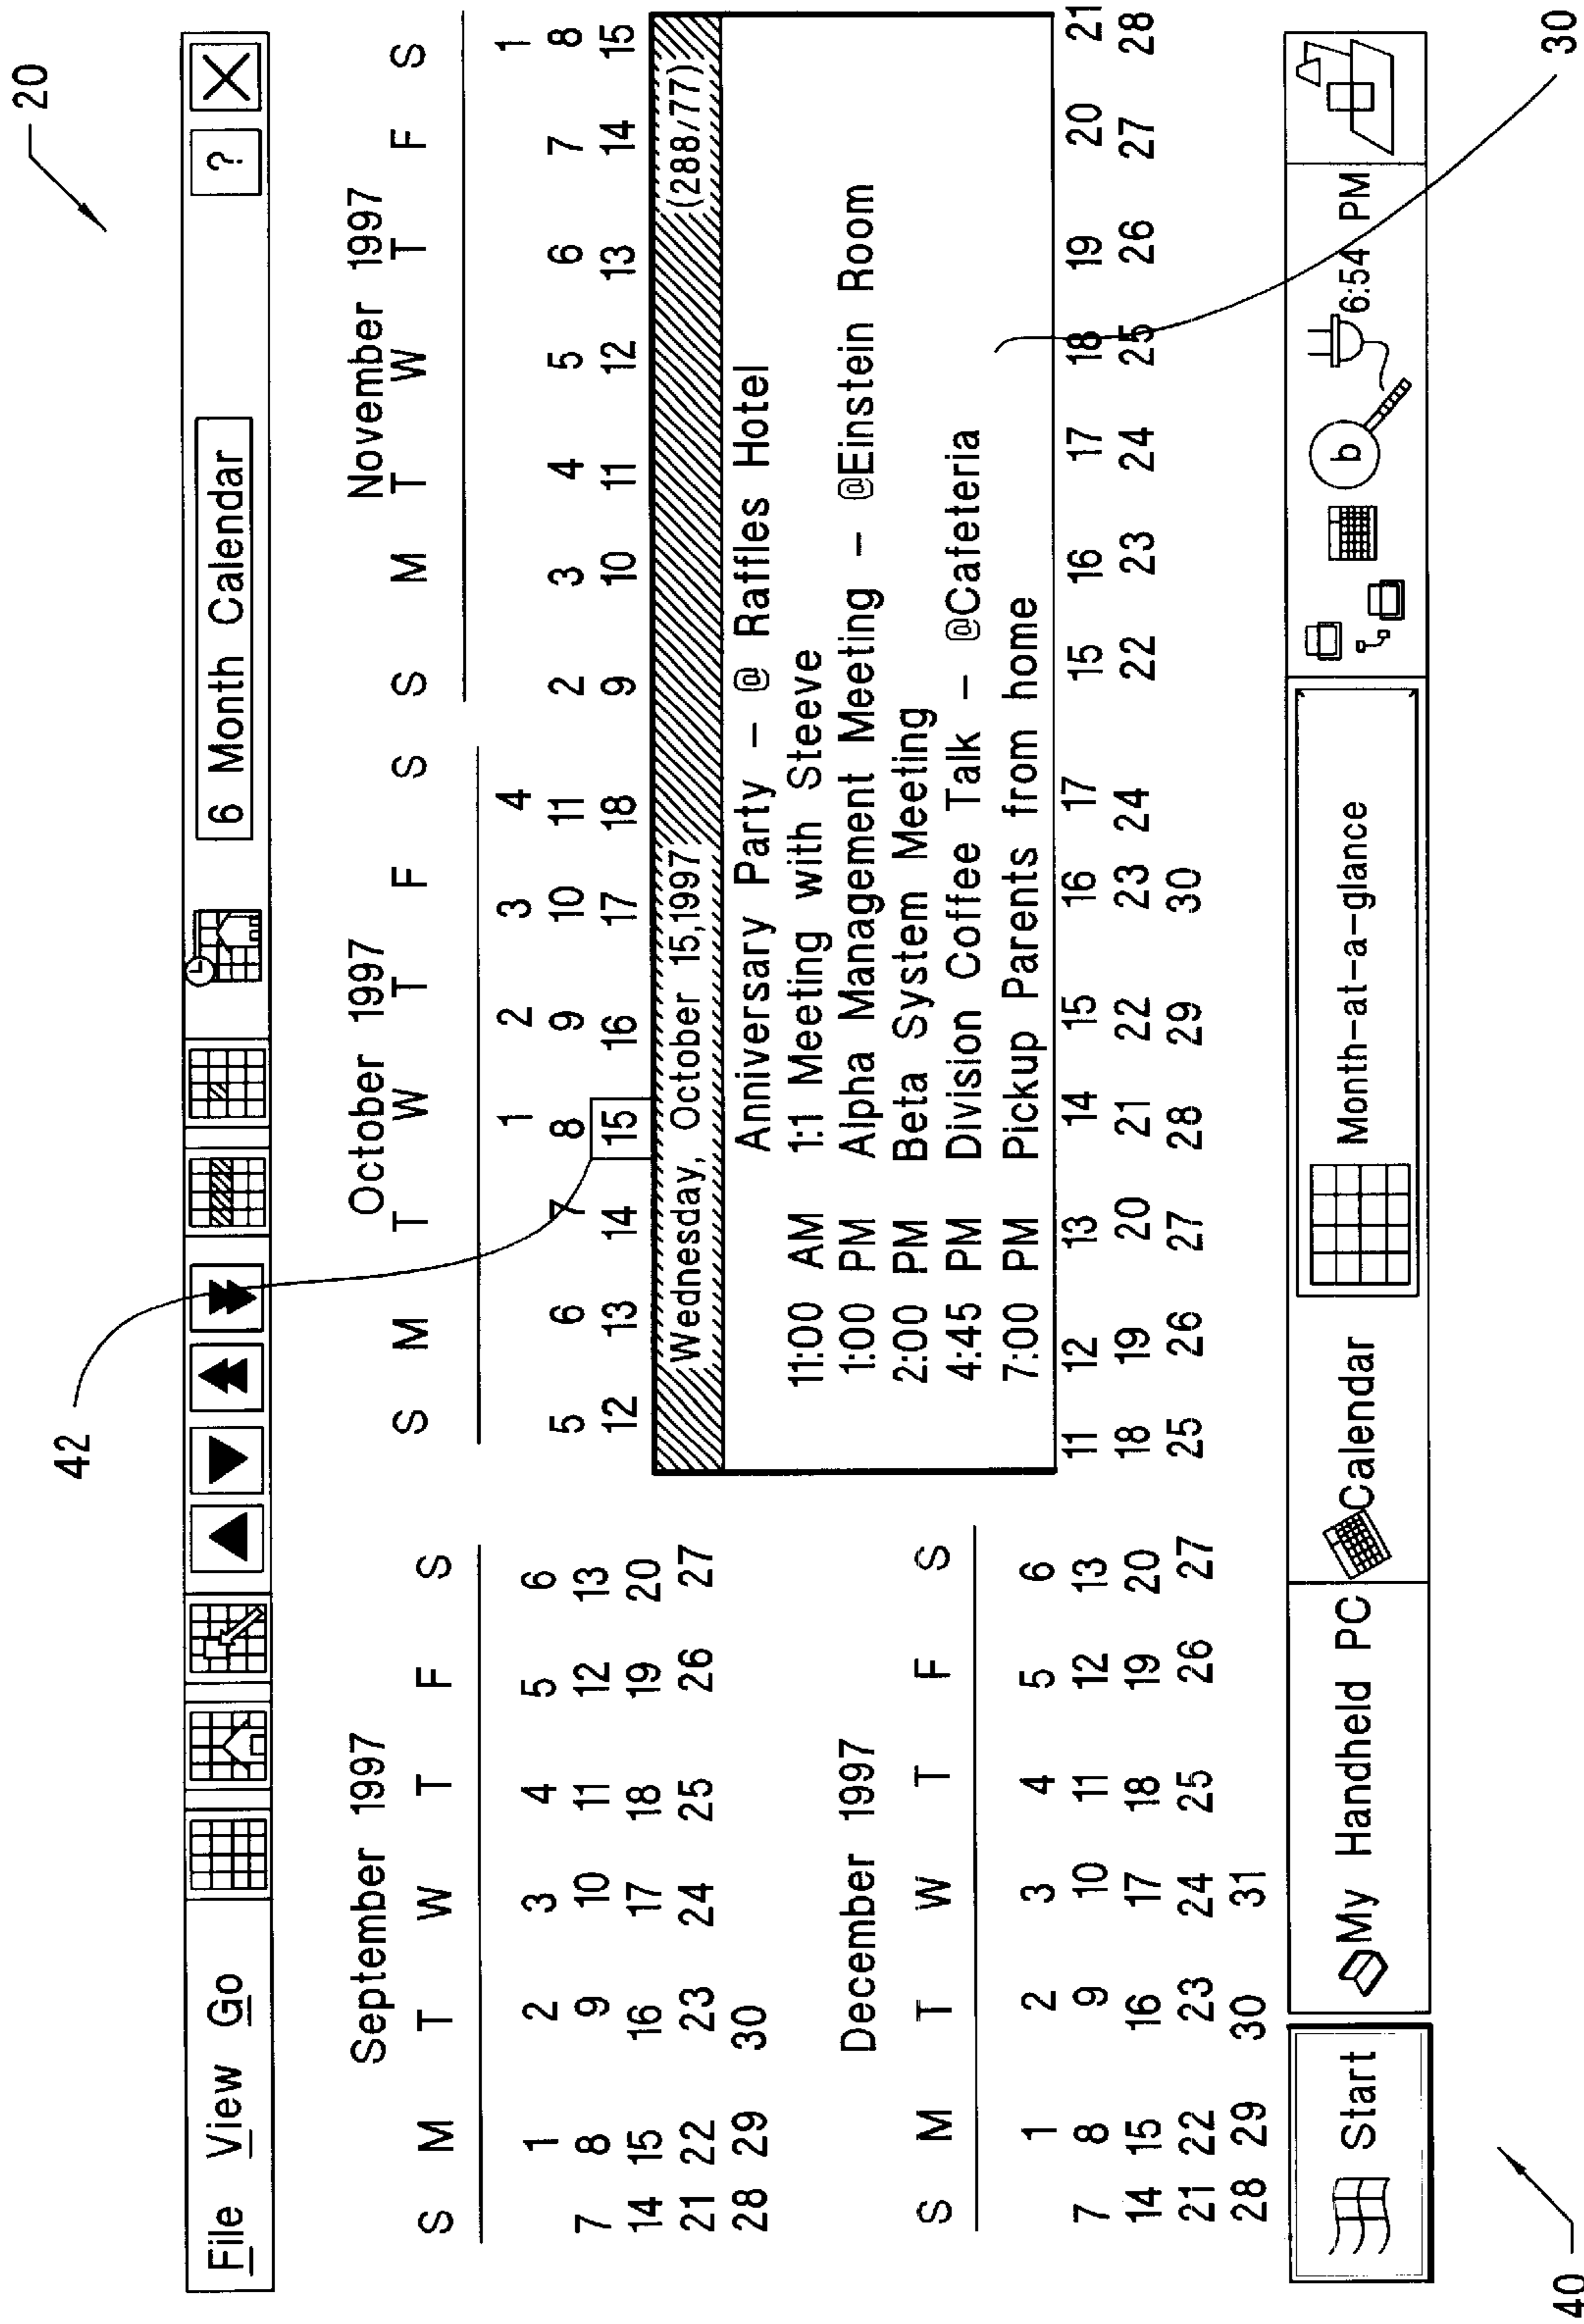 20
File View Go
6 Month Calendar
?
42
September 1997
S M T W T F S
1 2 3 4 5 6
7 8 9 10 11 12 13
14 15 16 17 18 19 20
21 22 23 24 25 26 27
28 29 30
October 1997
S M T W T F S
1 2 3 4
5 6 7 8 9 10 11
12 13 14 15 16 17 18
November 1997
S M T W T F S
1
2 3 4 5 6 7 8
9 10 11 12 13 14 15
Wednesday, October 15,1997 (288/77)
Anniversary Party – @ Raffles Hotel
11:00 AM 1:1 Meeting with Steeve
1:00 PM Alpha Management Meeting – @Einstein Room
2:00 PM Beta System Meeting
4:45 PM Division Coffee Talk – @Cafeteria
7:00 PM Pickup Parents from home
December 1997
S M T W T F S
1 2 3 4 5 6
7 8 9 10 11 12 13
14 15 16 17 18 19 20
21 22 23 24 25 26 27
28 29 30 31
11 12 13 14 15 16 17
18 19 20 21 22 23 24
25 26 27 28 29 30
15 16 17 18 19 20 21
22 23 24 25 26 27 28
Start
My Handheld PC
Calendar
Month-at-a-glance
b
6:54 PM
40
30